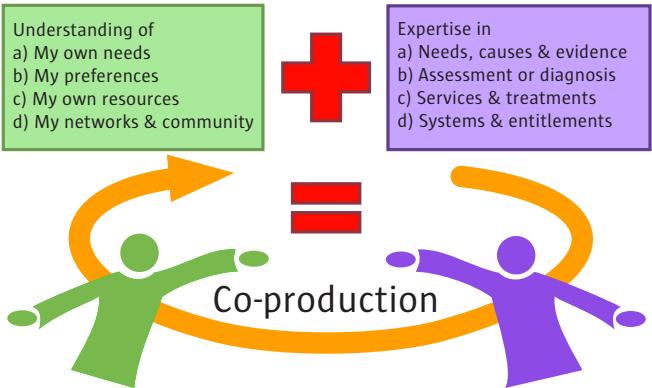 Understanding of
a) My own needs
b) My preferences
c) My own resources
d) My networks & community
Expertise in
a) Needs, causes & evidence
b) Assessment or diagnosis
c) Services & treatments
d) Systems & entitlements
Co-production